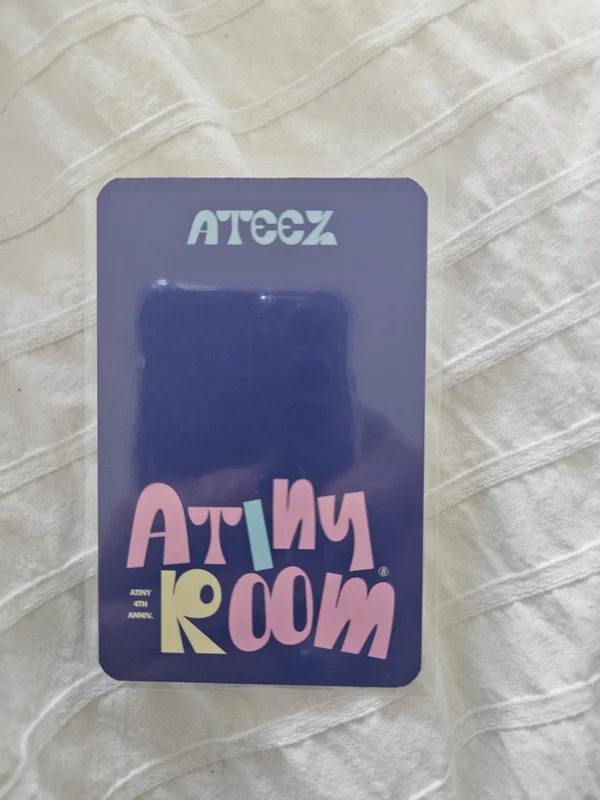 ATEEZ
ATINY
ROOM®
ATINY
4TH
ANNIV.